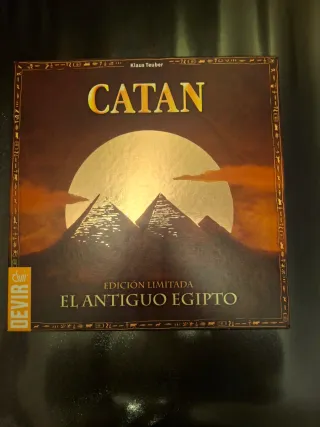 Klaus Teuber
CATAN
EDICIÓN LIMITADA
EL ANTIGUO EGIPTO
DEVIR